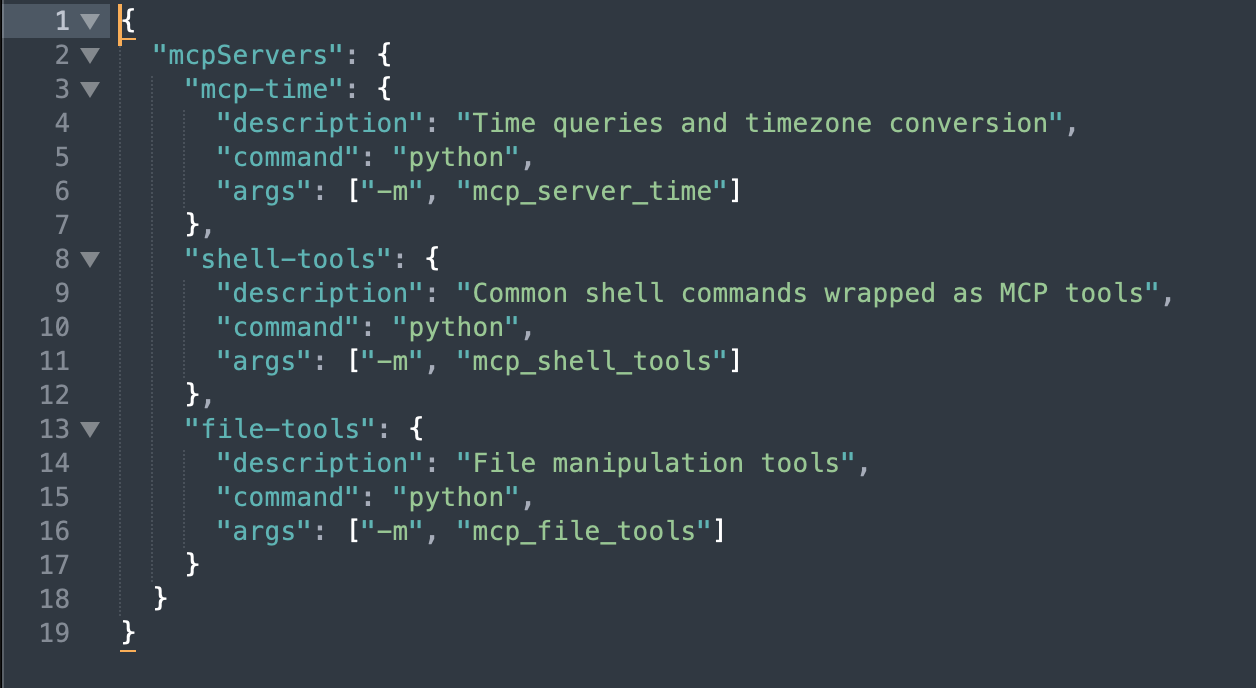 1 {
2   "mcpServers": {
3     "mcp-time": {
4       "description": "Time queries and timezone conversion",
5       "command": "python",
6       "args": ["-m", "mcp_server_time"]
7     },
8     "shell-tools": {
9       "description": "Common shell commands wrapped as MCP tools",
10       "command": "python",
11       "args": ["-m", "mcp_shell_tools"]
12     },
13     "file-tools": {
14       "description": "File manipulation tools",
15       "command": "python",
16       "args": ["-m", "mcp_file_tools"]
17     }
18   }
19 }